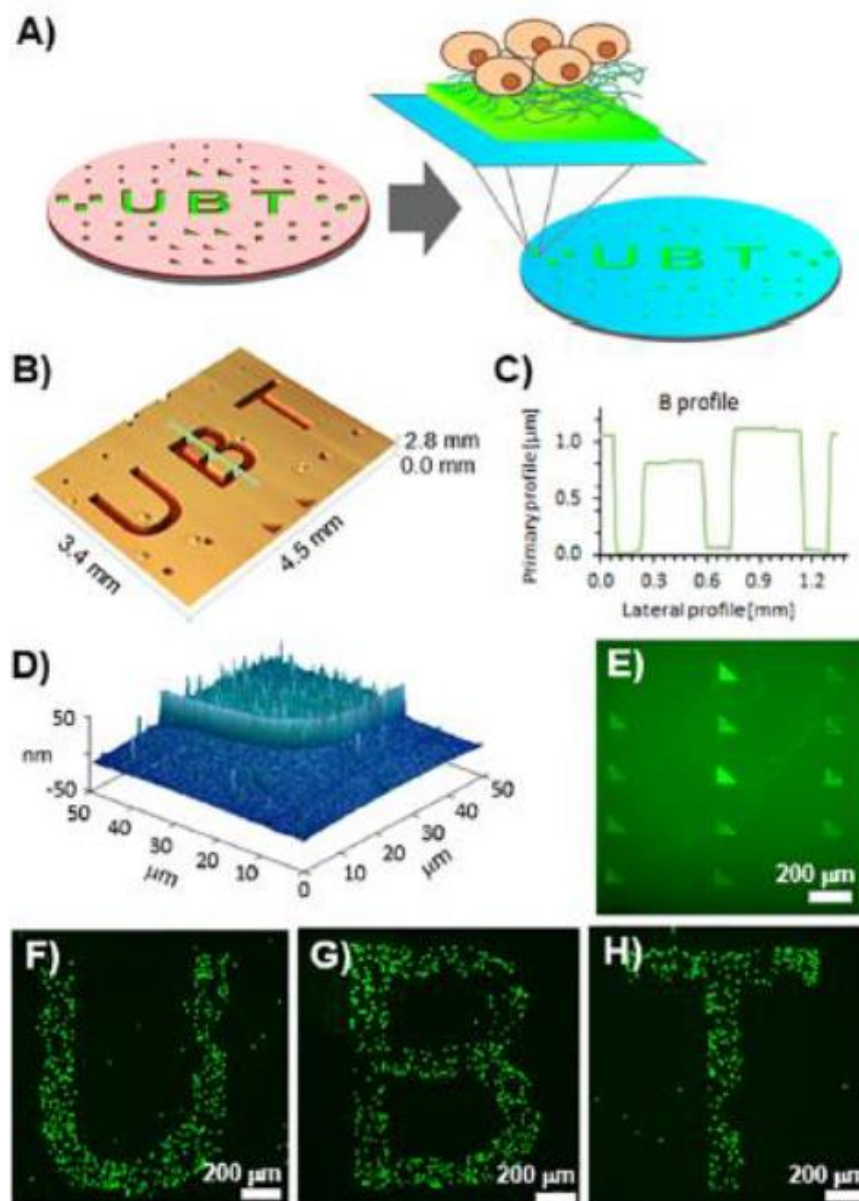 A)
U B T
U B T
B)
UBT
2.8 mm
0.0 mm
3.4 mm
4.5 mm
C)
B profile
Primary profile [µm]
1.0
0.5
0.0
0.0 0.3 0.6 0.9 1.2
Lateral profile [mm]
D)
50
nm
-50
50
40
30
20
10
0
µm
10
20
30
40
50
µm
E)
200 µm
F)
U
200 µm
G)
B
200 µm
H)
T
200 µm